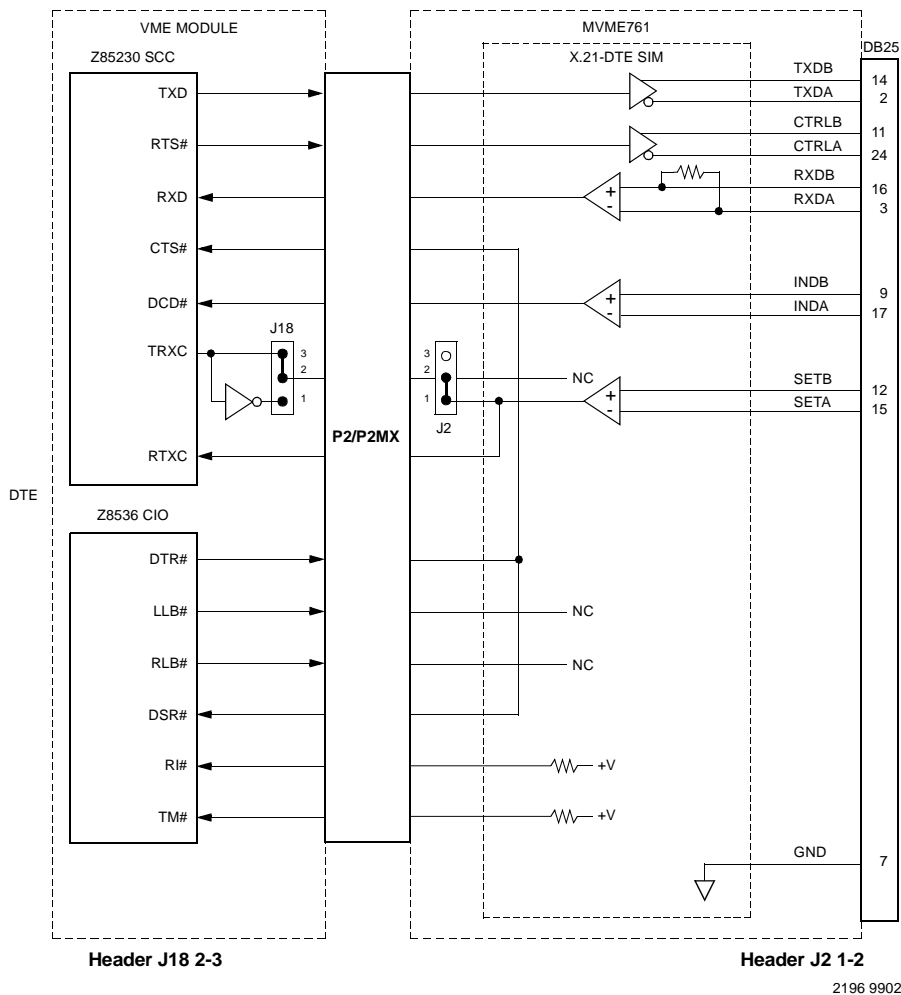 VME MODULE
MVME761
Z85230 SCC
X.21-DTE SIM
DB25
TXD
TXDB
14
TXDA
2
RTS#
CTRLB
11
CTRLA
24
RXD
+
-
RXDB
16
RXDA
3
CTS#
DCD#
+
-
INDB
9
INDA
17
TRXC
J18
3
2
1
3
2
1
J2
NC
+
-
SETB
12
SETA
15
P2/P2MX
RTXC
DTE
Z8536 CIO
DTR#
LLB#
NC
RLB#
NC
DSR#
RI#
+V
TM#
+V
GND
7
Header J18 2-3
Header J2 1-2
2196 9902